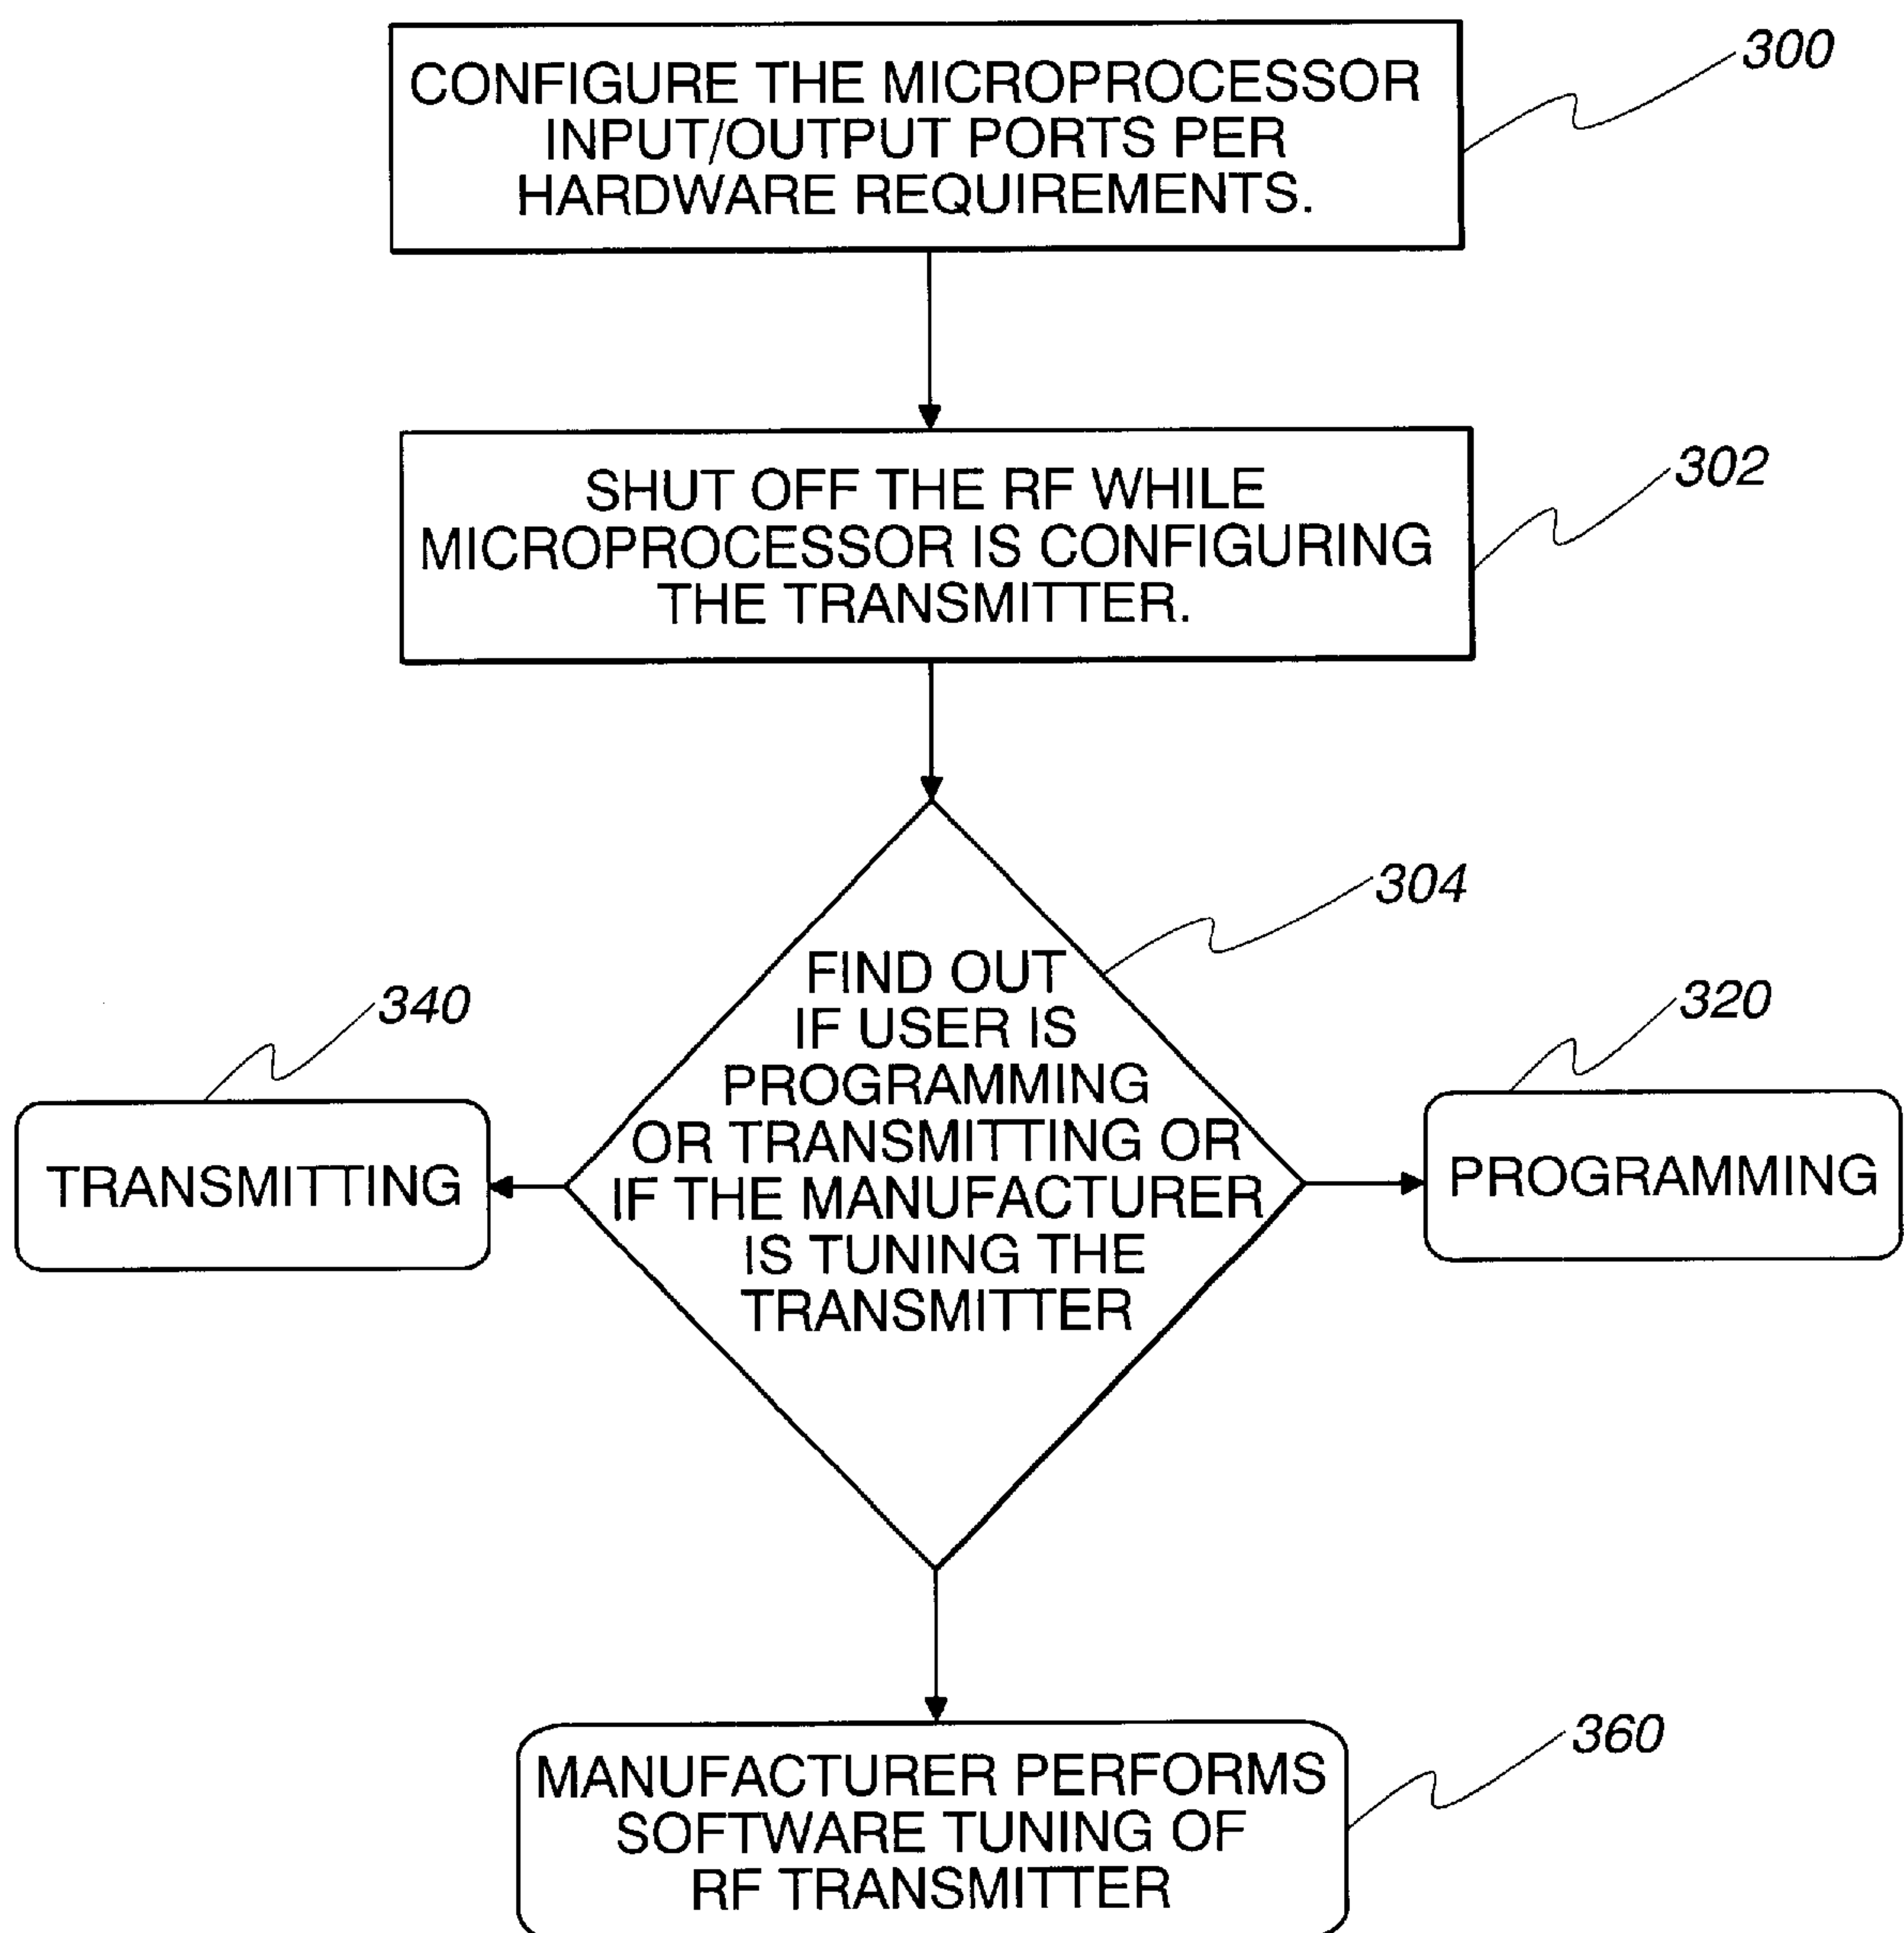 CONFIGURE THE MICROPROCESSOR
INPUT/OUTPUT PORTS PER
HARDWARE REQUIREMENTS.
300
SHUT OFF THE RF WHILE
MICROPROCESSOR IS CONFIGURING
THE TRANSMITTER.
302
304
FIND OUT
IF USER IS
PROGRAMMING
OR TRANSMITTING OR
IF THE MANUFACTURER
IS TUNING THE
TRANSMITTER
340
TRANSMITTING
320
PROGRAMMING
360
MANUFACTURER PERFORMS
SOFTWARE TUNING OF
RF TRANSMITTER